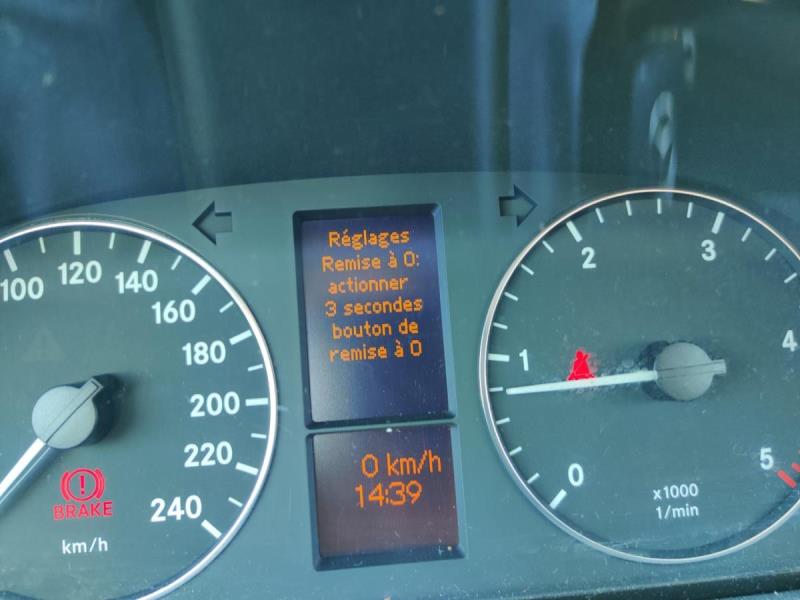 Réglages
Remise à 0:
actionner
3 secondes
bouton de
remise à 0
0 km/h
14:39
100
120
140
160
180
200
220
240
km/h
BRAKE
0
1
2
3
4
5
x1000
1/min